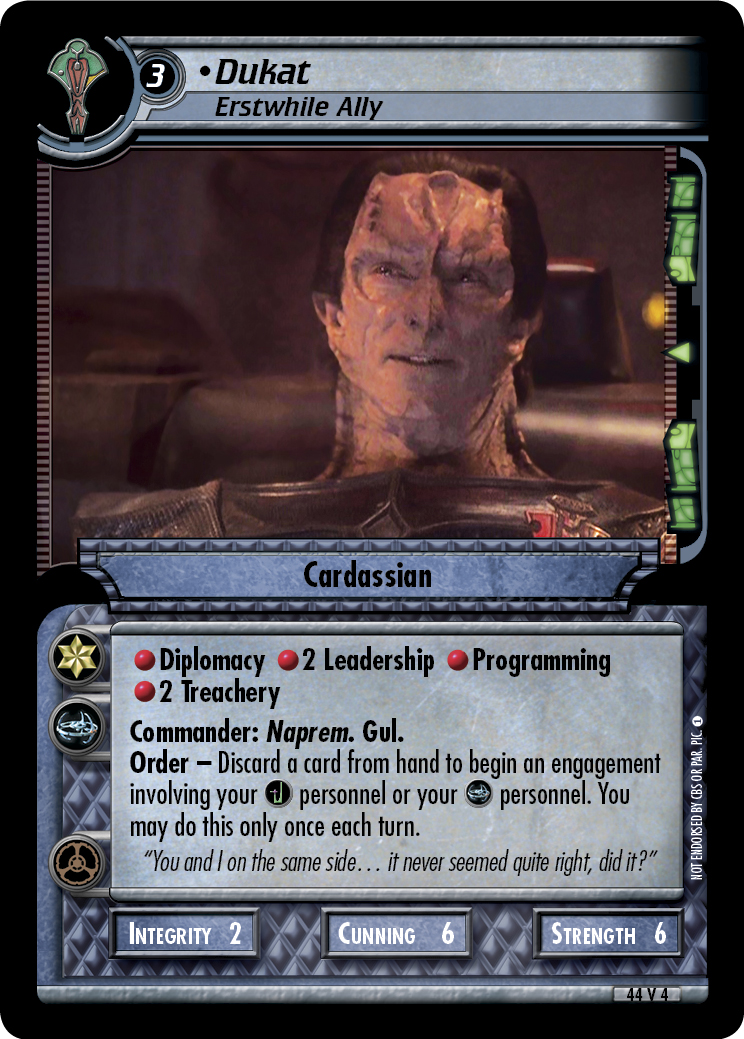 3
•Dukat
Erstwhile Ally
Cardassian
Diplomacy 2 Leadership Programming
2 Treachery
Commander: Naprem. Gul.
Order – Discard a card from hand to begin an engagement
involving your personnel or your personnel. You
may do this only once each turn.
“You and I on the same side… it never seemed quite right, did it?”
INTEGRITY 2
CUNNING 6
STRENGTH 6
NOT ENDORSED BY CBS OR PAR. PIC. 1
44 V 4